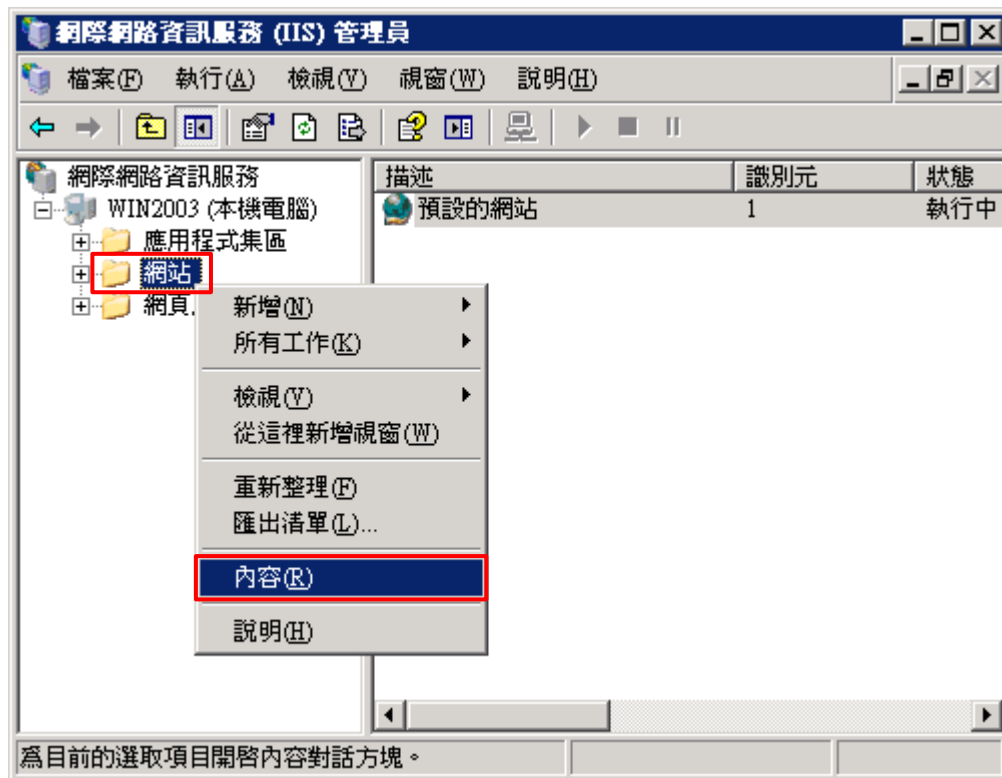 網際網路資訊服務 (IIS) 管理員
檔案(F) 執行(A) 檢視(V) 視窗(W) 說明(H)
網際網路資訊服務
WIN2003 (本機電腦)
應用程式集區
網站
網頁
描述 識別元 狀態
預設的網站 1 執行中
新增(N)
所有工作(K)
檢視(V)
從這裡新增視窗(W)
重新整理(F)
匯出清單(L)...
內容(R)
說明(H)
為目前的選取項目開啟內容對話方塊。